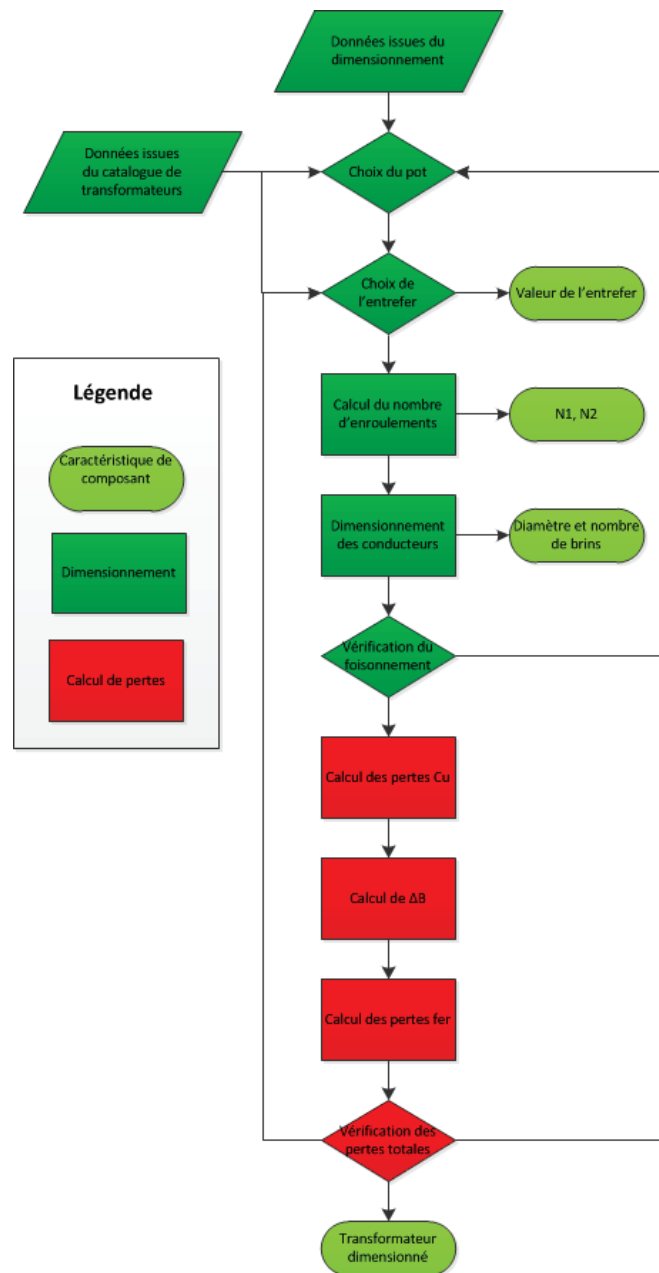 Données issues du
dimensionnement
Données issues
du catalogue de
transformateurs
Choix du pot
Choix de
l'entrefer
Valeur de l'entrefer
Légende
Caractéristique de
composant
Dimensionnement
Calcul de pertes
Calcul du nombre
d'enroulements
N1, N2
Dimensionnement
des conducteurs
Diamètre et nombre
de brins
Vérification du
foisonnement
Calcul des pertes Cu
Calcul de ΔB
Calcul des pertes fer
Vérification des
pertes totales
Transformateur
dimensionné